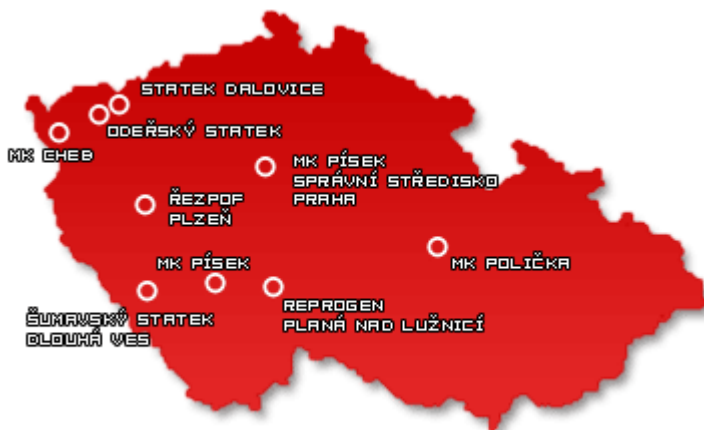 STATEK DALOVICE
ODEŘSKÝ STATEK
MK CHEB
MK PÍSEK
SPRÁVNÍ STŘEDISKO
PRAHA
ŘEZPOF
PLZEŇ
MK POLIČKA
MK PÍSEK
REPROGEN
PLANÁ NAD LUŽNICÍ
ŠUMAVSKÝ STATEK
DLOUHÁ VES